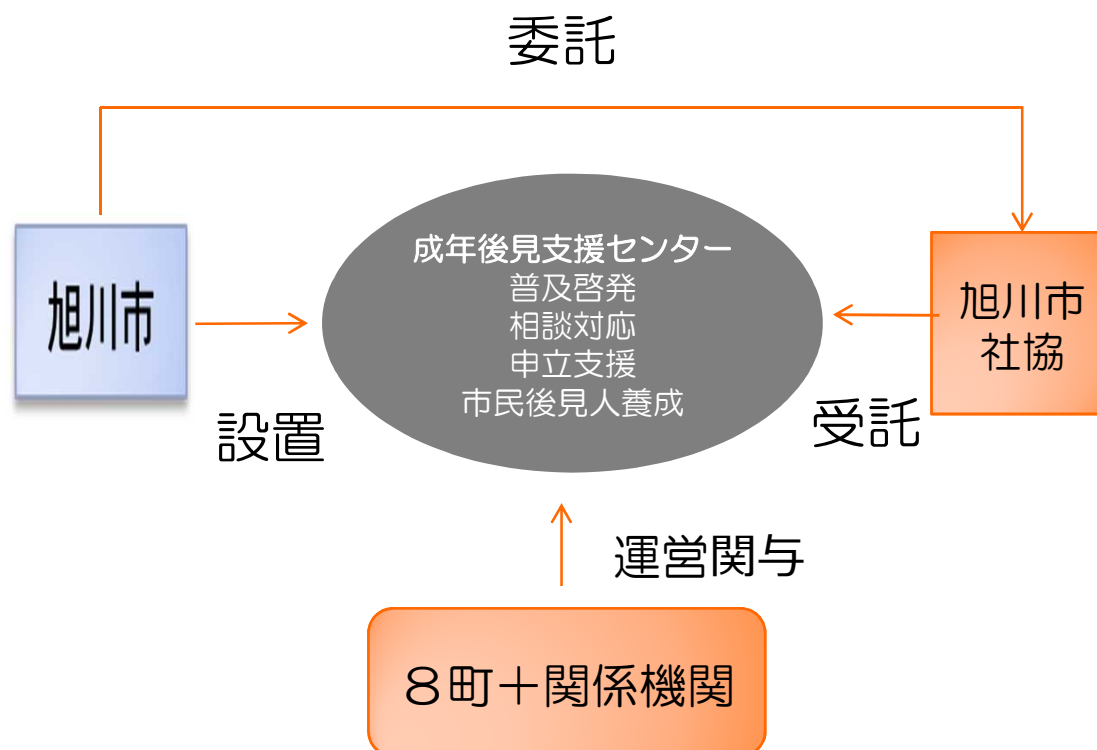 委託
旭川市
成年後見支援センター
普及啓発
相談対応
申立支援
市民後見人養成
旭川市
社協
設置
受託
運営関与
８町＋関係機関